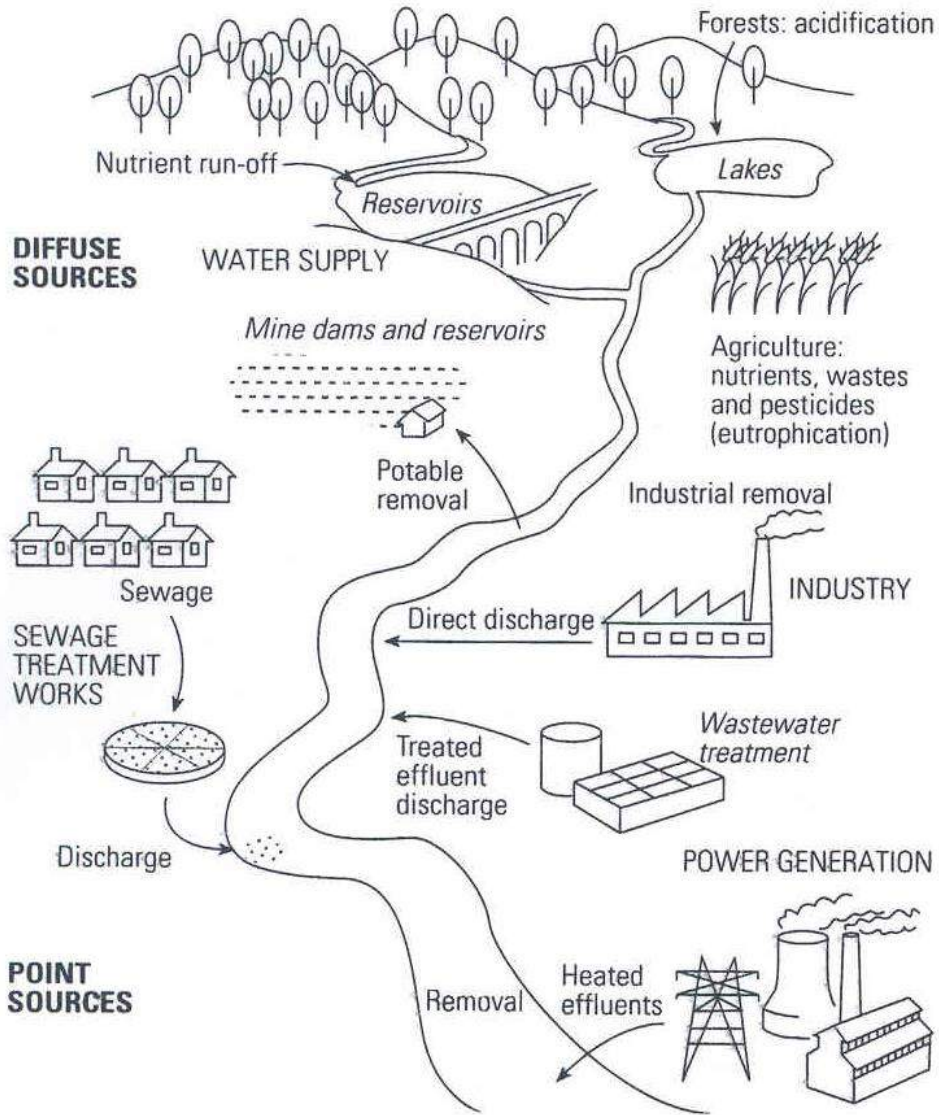 Forests: acidification
Nutrient run-off
Reservoirs
Lakes
DIFFUSE
SOURCES
WATER SUPPLY
Mine dams and reservoirs
Agriculture:
nutrients, wastes
and pesticides
(eutrophication)
Potable
removal
Industrial removal
INDUSTRY
Sewage
Direct discharge
SEWAGE
TREATMENT
WORKS
Wastewater
treatment
Treated
effluent
discharge
Discharge
POWER GENERATION
POINT
SOURCES
Removal
Heated
effluents